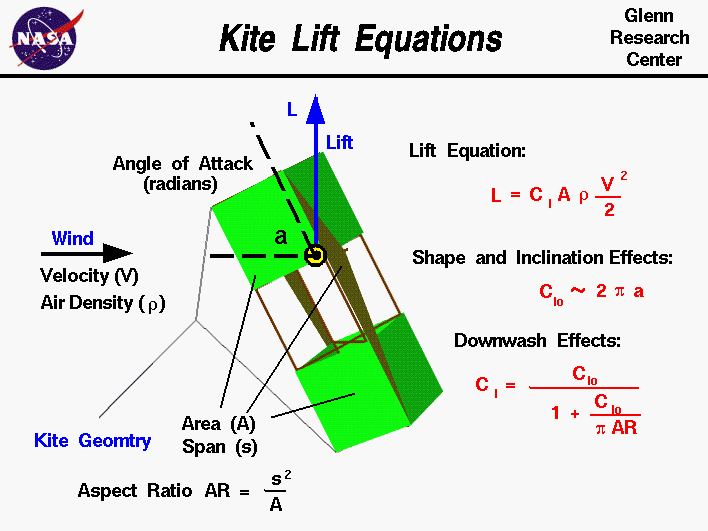 NASA
Kite Lift Equations
Glenn
Research
Center
L
Lift
Angle of Attack
(radians)
a
Wind
Velocity (V)
Air Density (ρ)
Lift Equation:
L = C_l A ρ V²/2
Shape and Inclination Effects:
C_lo ~ 2 π a
Downwash Effects:
C_l = C_lo / (1 + C_lo / (π AR))
Kite Geomtry
Area (A)
Span (s)
Aspect Ratio AR = s²/A